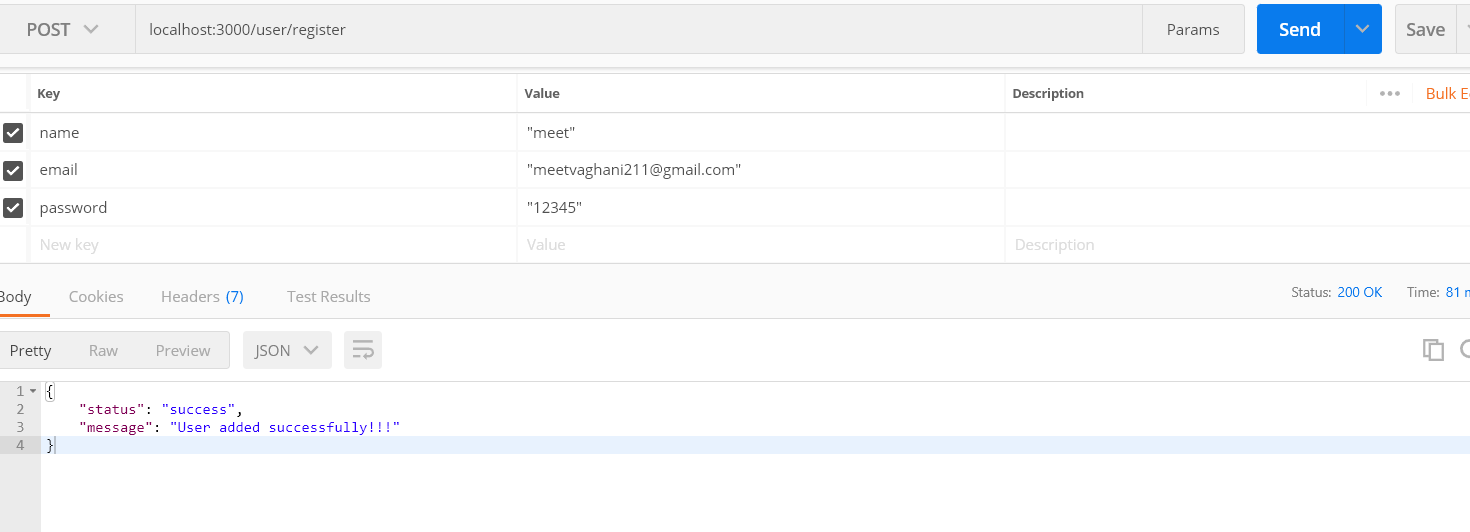 POST localhost:3000/user/register Params Send Save
Key Value Description Bulk E
name "meet"
email "meetvaghani211@gmail.com"
password "12345"
New key Value Description
Body Cookies Headers (7) Test Results Status: 200 OK Time: 81 m
Pretty Raw Preview JSON
1 {
2 "status": "success",
3 "message": "User added successfully!!!"
4 }